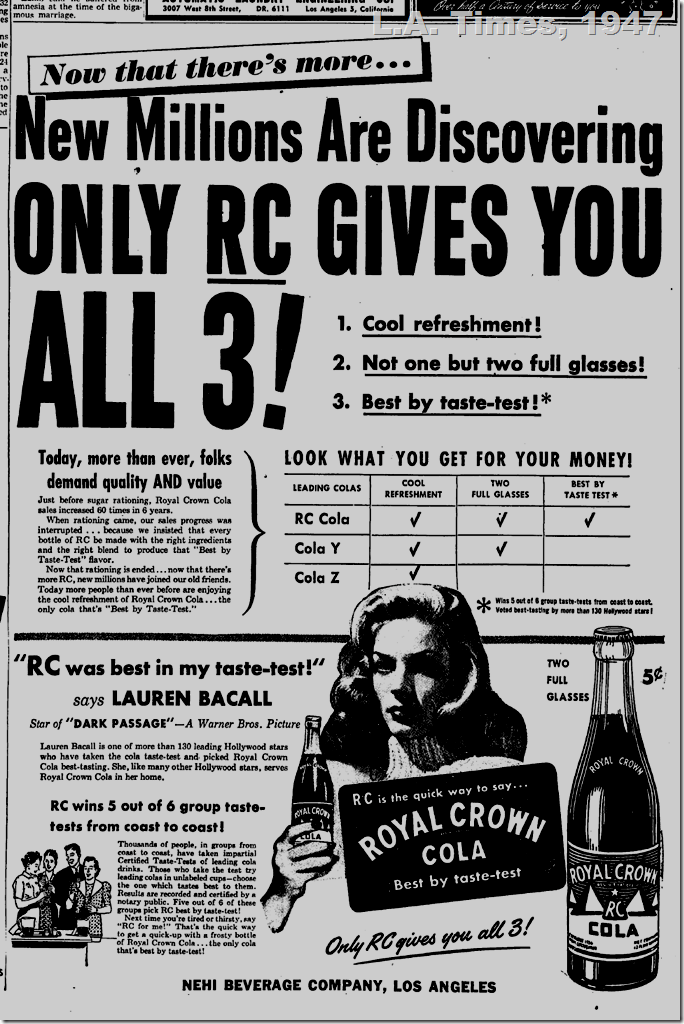 amnesia at the time of the biga-
mous marriage.
3007 West 8th Street, DR. 6111 Los Angeles 5, California
Over half a Century of service to you
L.A. Times, 1947
Now that there's more...
New Millions Are Discovering
ONLY RC GIVES YOU
ALL 3!
1. Cool refreshment!
2. Not one but two full glasses!
3. Best by taste-test!*
Today, more than ever, folks
demand quality AND value
Just before sugar rationing, Royal Crown Cola
sales increased 60 times in 6 years.
When rationing came, our sales progress was
interrupted . . . because we insisted that every
bottle of RC be made with the right ingredients
and the right blend to produce that "Best by
Taste-Test" flavor.
Now that rationing is ended...now that there's
more RC, new millions have joined our old friends.
Today more people than ever before are enjoying
the cool refreshment of Royal Crown Cola...the
only cola that's "Best by Taste-Test."
LOOK WHAT YOU GET FOR YOUR MONEY!
LEADING COLAS COOL REFRESHMENT TWO FULL GLASSES BEST BY TASTE TEST*
RC Cola ✓ ✓ ✓
Cola Y ✓ ✓
Cola Z ✓
* Wins 5 out of 6 group taste-tests from coast to coast.
Voted best-tasting by more than 130 Hollywood stars!
"RC was best in my taste-test!"
says LAUREN BACALL
Star of "DARK PASSAGE"—A Warner Bros. Picture
Lauren Bacall is one of more than 130 leading Hollywood stars
who have taken the cola taste-test and picked Royal Crown
Cola best-tasting. She, like many other Hollywood stars, serves
Royal Crown Cola in her home.
RC wins 5 out of 6 group taste-
tests from coast to coast!
Thousands of people, in groups from
coast to coast, have taken impartial
Certified Taste-Tests of leading cola
drinks. Those who take the test try
leading colas in unlabeled cups—choose
the one which tastes best to them.
Results are recorded and certified by a
notary public. Five out of 6 of these
groups pick RC best by taste-test!
Next time you're tired or thirsty, say
"RC for me!" That's the quick way
to get a quick-up with a frosty bottle
of Royal Crown Cola...the only cola
that's best by taste-test!
ROYAL CROWN
COLA
RC is the quick way to say...
ROYAL CROWN
COLA
Best by taste-test
Only RC gives you all 3!
TWO
FULL
GLASSES
5¢
ROYAL CROWN
ROYAL CROWN
RC
COLA
NEHI BEVERAGE COMPANY, LOS ANGELES